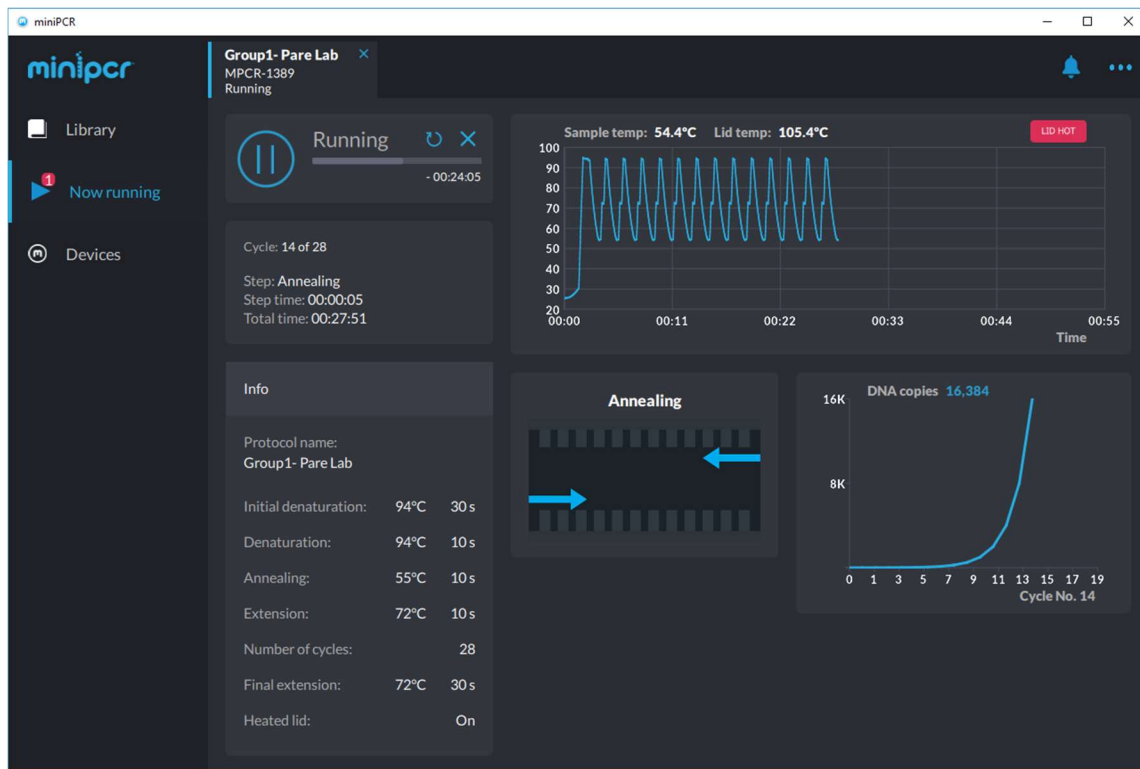 miniPCR
minipcr
Group1- Pare Lab
MPCR-1389
Running
Library
1
Now running
Devices
Running
- 00:24:05
Cycle: 14 of 28
Step: Annealing
Step time: 00:00:05
Total time: 00:27:51
Info
Protocol name:
Group1- Pare Lab
Initial denaturation: 94°C 30 s
Denaturation: 94°C 10 s
Annealing: 55°C 10 s
Extension: 72°C 10 s
Number of cycles: 28
Final extension: 72°C 30 s
Heated lid: On
Sample temp: 54.4°C Lid temp: 105.4°C
LID HOT
100
90
80
70
60
50
40
30
20
00:00 00:11 00:22 00:33 00:44 00:55
Time
Annealing
DNA copies 16,384
16K
8K
0 1 3 5 7 9 11 13 15 17 19
Cycle No. 14